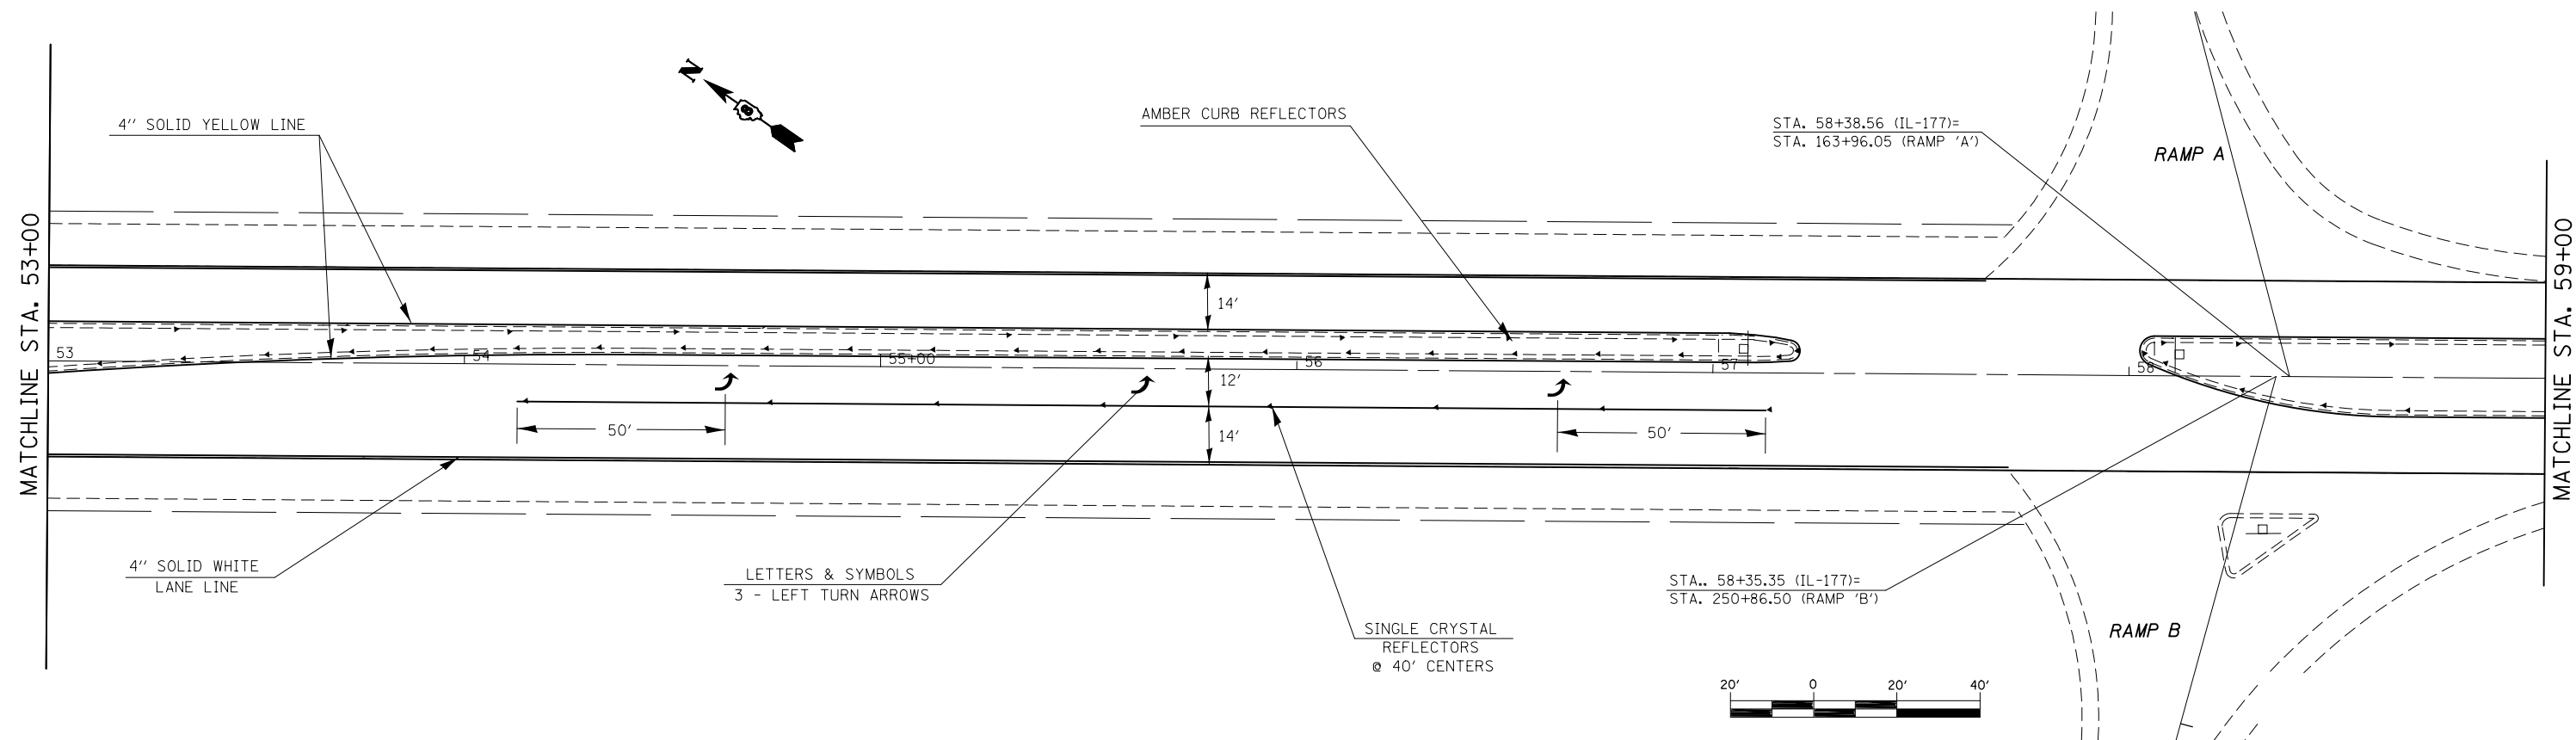 MATCHLINE STA. 53+00
4'' SOLID YELLOW LINE
N
8
AMBER CURB REFLECTORS
STA. 58+38.56 (IL-177)=
STA. 163+96.05 (RAMP 'A')
RAMP A
MATCHLINE STA. 59+00
14'
53
54
55+00
56
57
58
12'
50'
14'
50'
4'' SOLID WHITE
LANE LINE
LETTERS & SYMBOLS
3 - LEFT TURN ARROWS
SINGLE CRYSTAL
REFLECTORS
@ 40' CENTERS
STA.. 58+35.35 (IL-177)=
STA. 250+86.50 (RAMP 'B')
RAMP B
20' 0 20' 40'